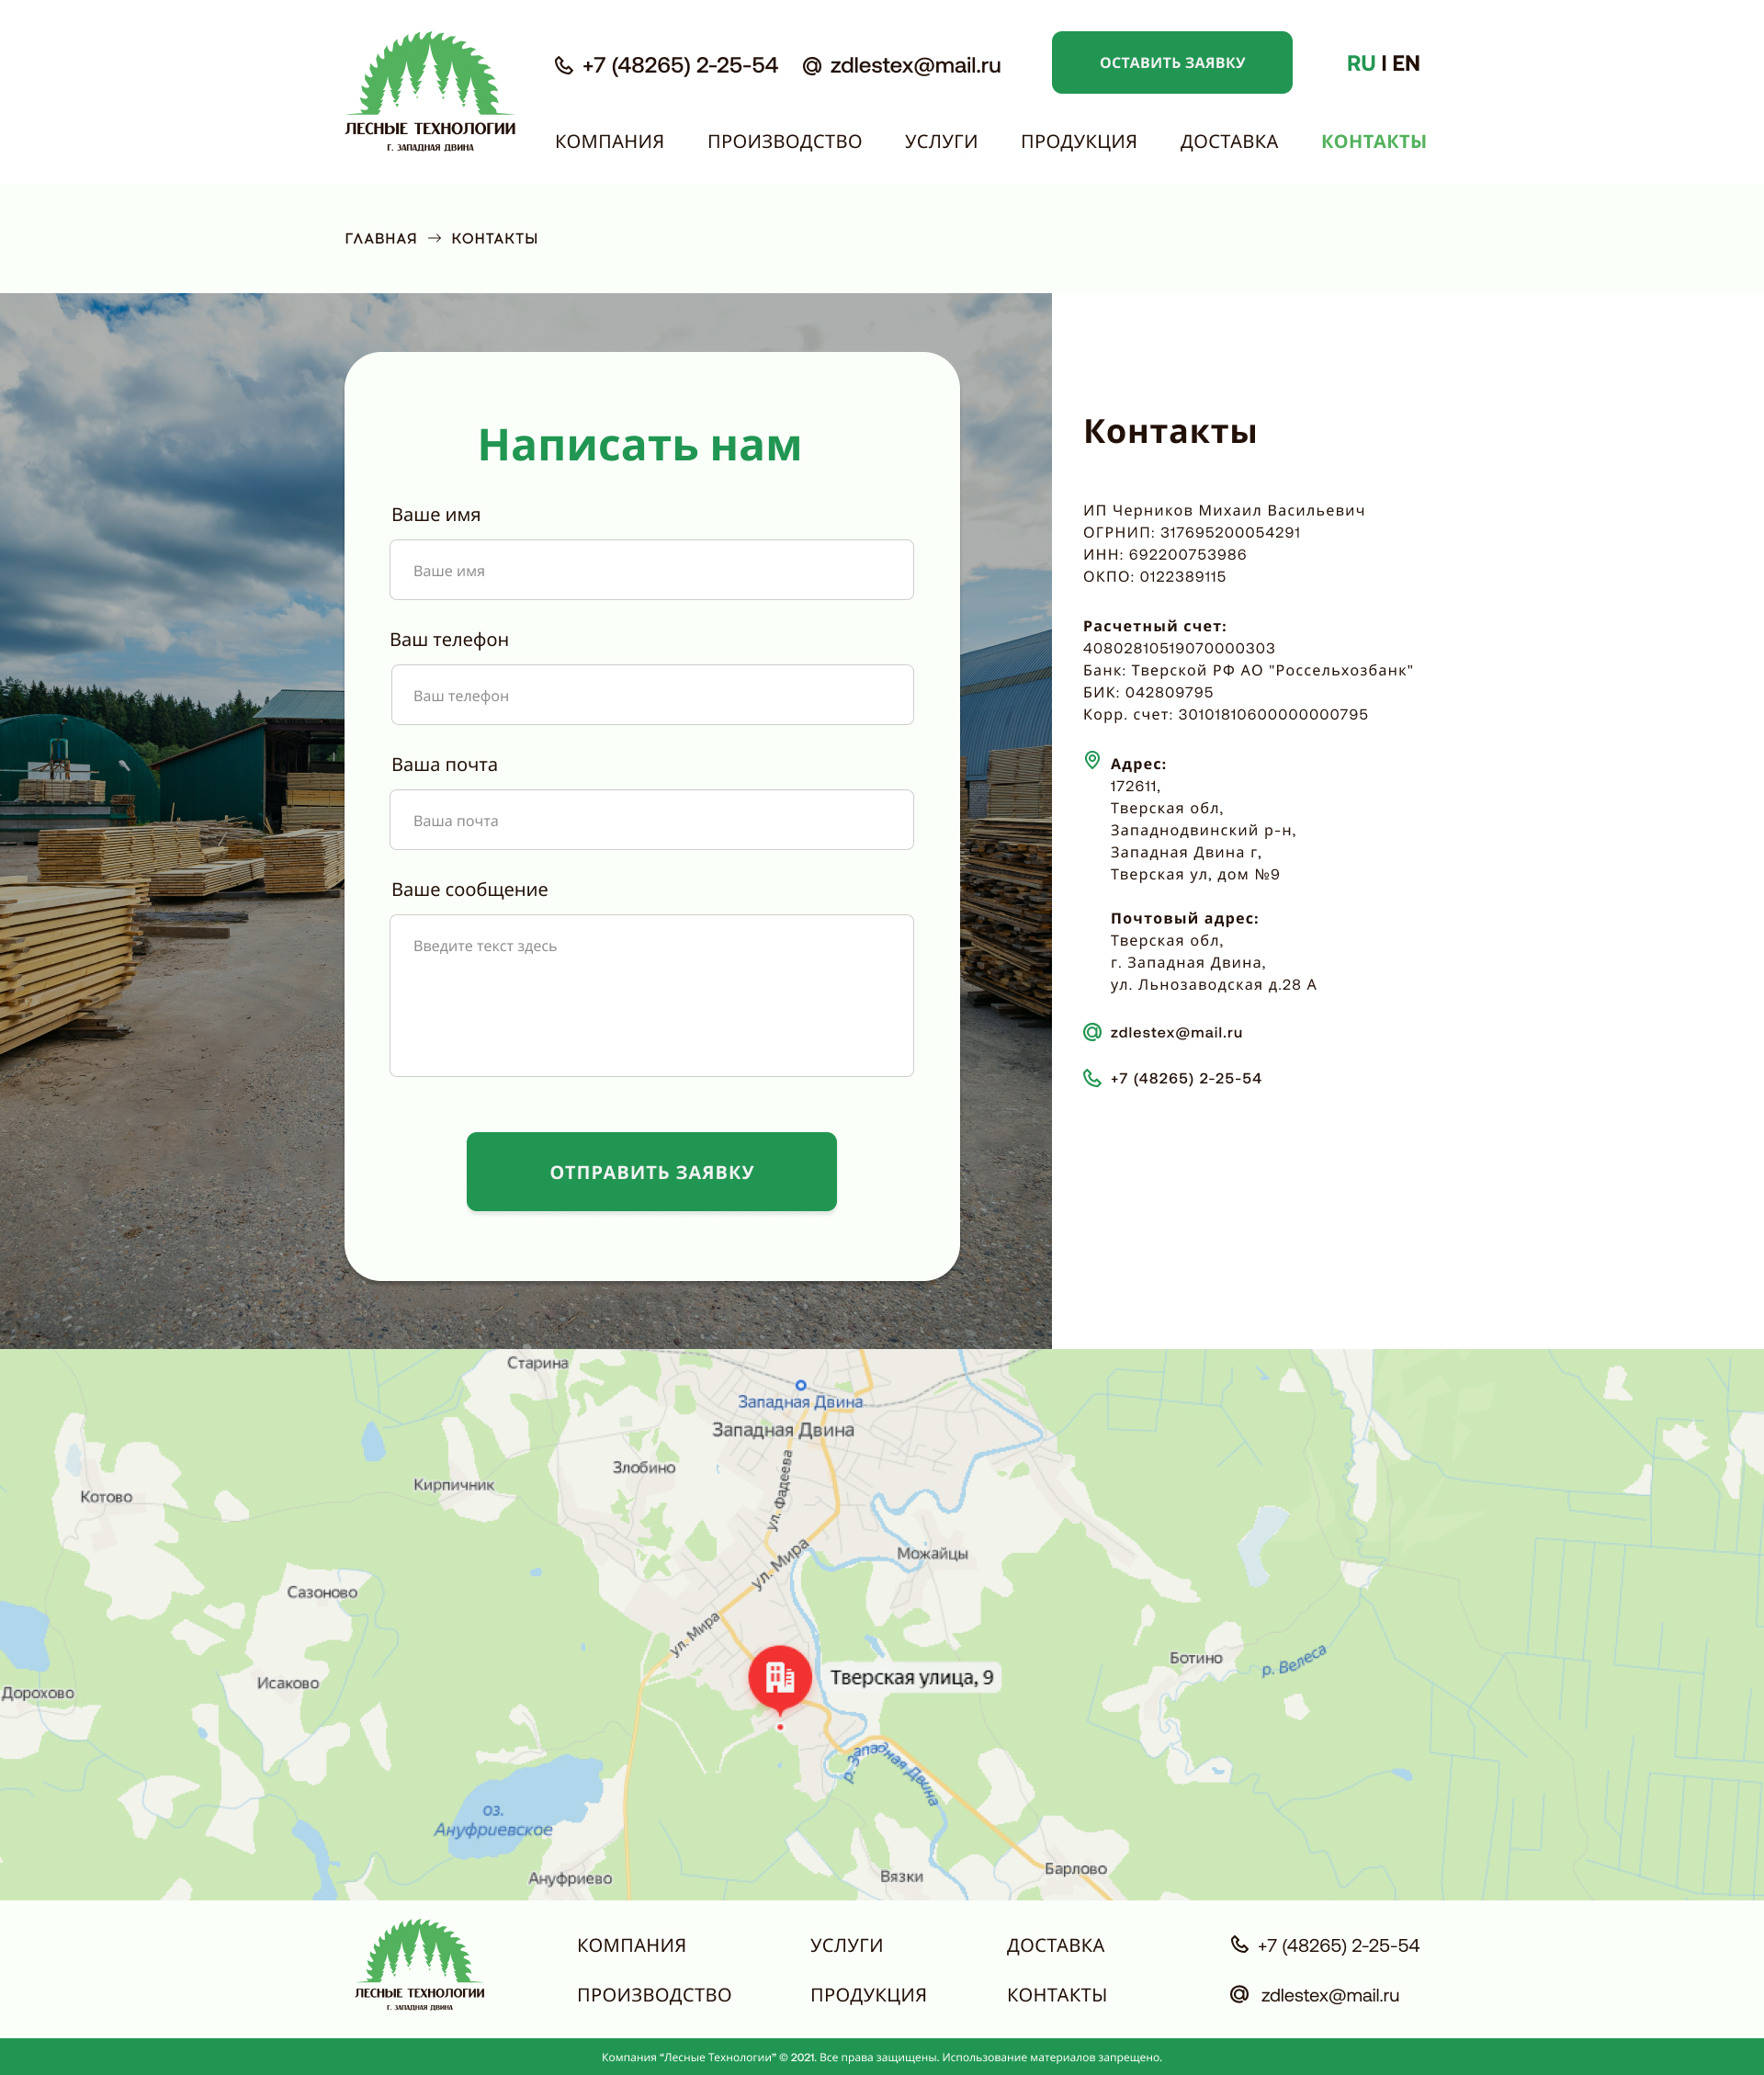 ЛЕСНЫЕ ТЕХНОЛОГИИ
Г. ЗАПАДНАЯ ДВИНА
+7 (48265) 2-25-54
zdlestex@mail.ru
ОСТАВИТЬ ЗАЯВКУ
RU I EN
КОМПАНИЯ
ПРОИЗВОДСТВО
УСЛУГИ
ПРОДУКЦИЯ
ДОСТАВКА
КОНТАКТЫ
ГЛАВНАЯ → КОНТАКТЫ
Написать нам
Ваше имя
Ваше имя
Ваш телефон
Ваш телефон
Ваша почта
Ваша почта
Ваше сообщение
Введите текст здесь
ОТПРАВИТЬ ЗАЯВКУ
Контакты
ИП Черников Михаил Васильевич
ОГРНИП: 317695200054291
ИНН: 692200753986
ОКПО: 0122389115
Расчетный счет:
40802810519070000303
Банк: Тверской РФ АО "Россельхозбанк"
БИК: 042809795
Корр. счет: 30101810600000000795
Адрес:
172611,
Тверская обл,
Западнодвинский р-н,
Западная Двина г,
Тверская ул, дом №9
Почтовый адрес:
Тверская обл,
г. Западная Двина,
ул. Льнозаводская д.28 А
zdlestex@mail.ru
+7 (48265) 2-25-54
Старина
Западная Двина
Западная Двина
Злобино
Кирпичник
Котово
ул. Фадеева
ул. Мира
Можайцы
Сазоново
ул. Мира
Ботино
р. Велеса
Исаково
Дорохово
Тверская улица, 9
р. Западная Двина
оз.
Ануфриевское
Ануфриево
Вязки
Барлово
ЛЕСНЫЕ ТЕХНОЛОГИИ
Г. ЗАПАДНАЯ ДВИНА
КОМПАНИЯ
УСЛУГИ
ДОСТАВКА
+7 (48265) 2-25-54
ПРОИЗВОДСТВО
ПРОДУКЦИЯ
КОНТАКТЫ
zdlestex@mail.ru
Компания “Лесные Технологии” © 2021. Все права защищены. Использование материалов запрещено.